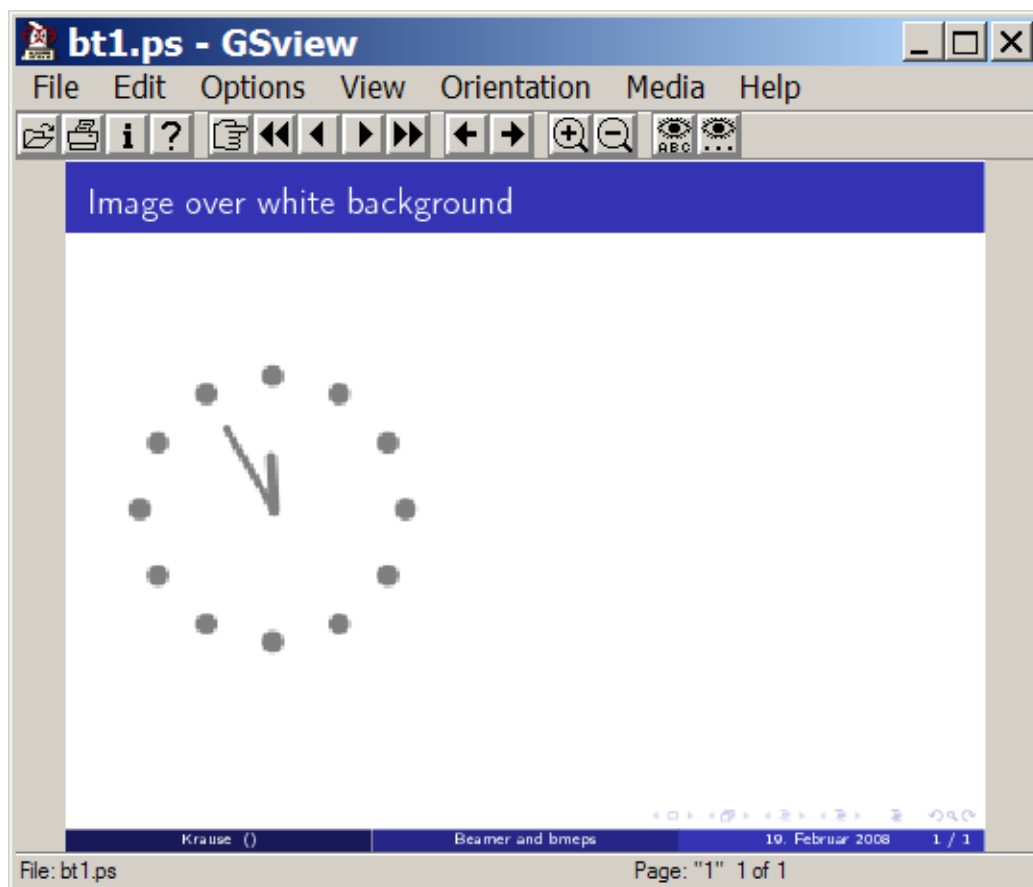 bt1.ps - GSview
File Edit Options View Orientation Media Help
i ? ABC
Image over white background
Krause () Beamer and bmeps 19. Februar 2008 1 / 1
File: bt1.ps Page: "1" 1 of 1